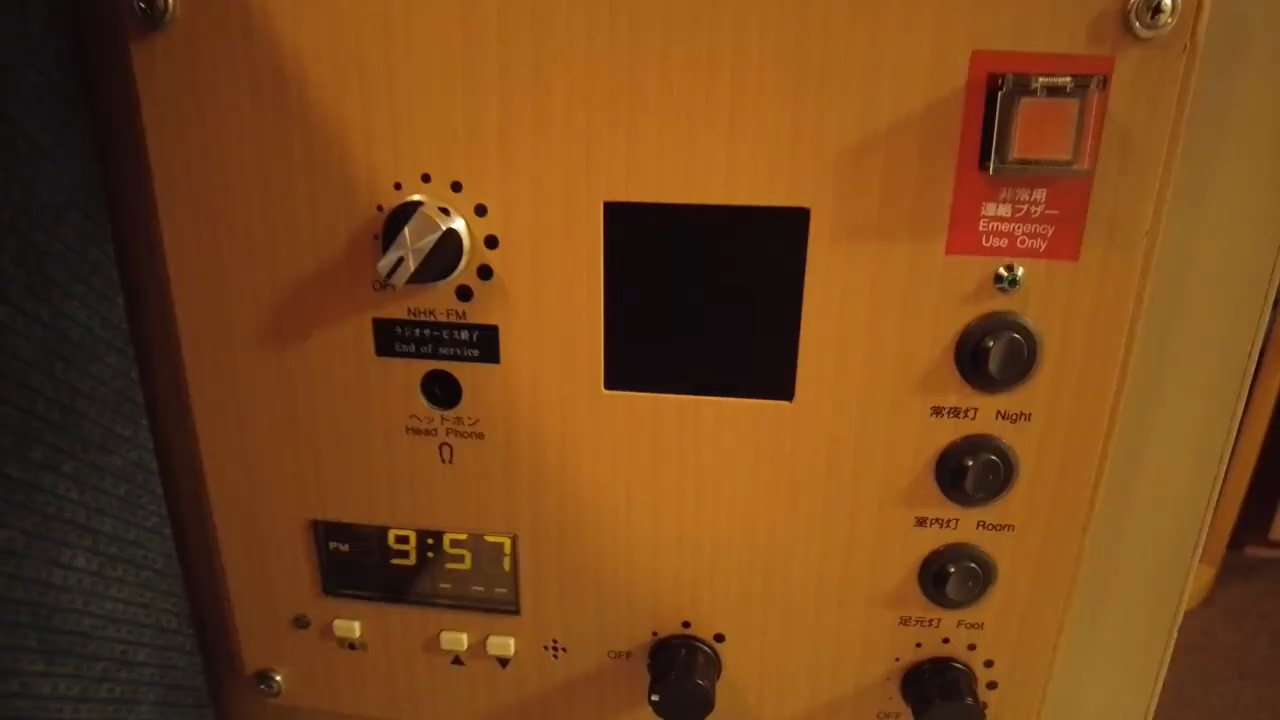 非常用
連絡ブザー
Emergency
Use Only
OFF
NHK-FM
ラジオサービス終了
End of service
ヘッドホン
Head Phone
常夜灯 Night
室内灯 Room
PM 9:57
足元灯 Foot
OFF
OFF